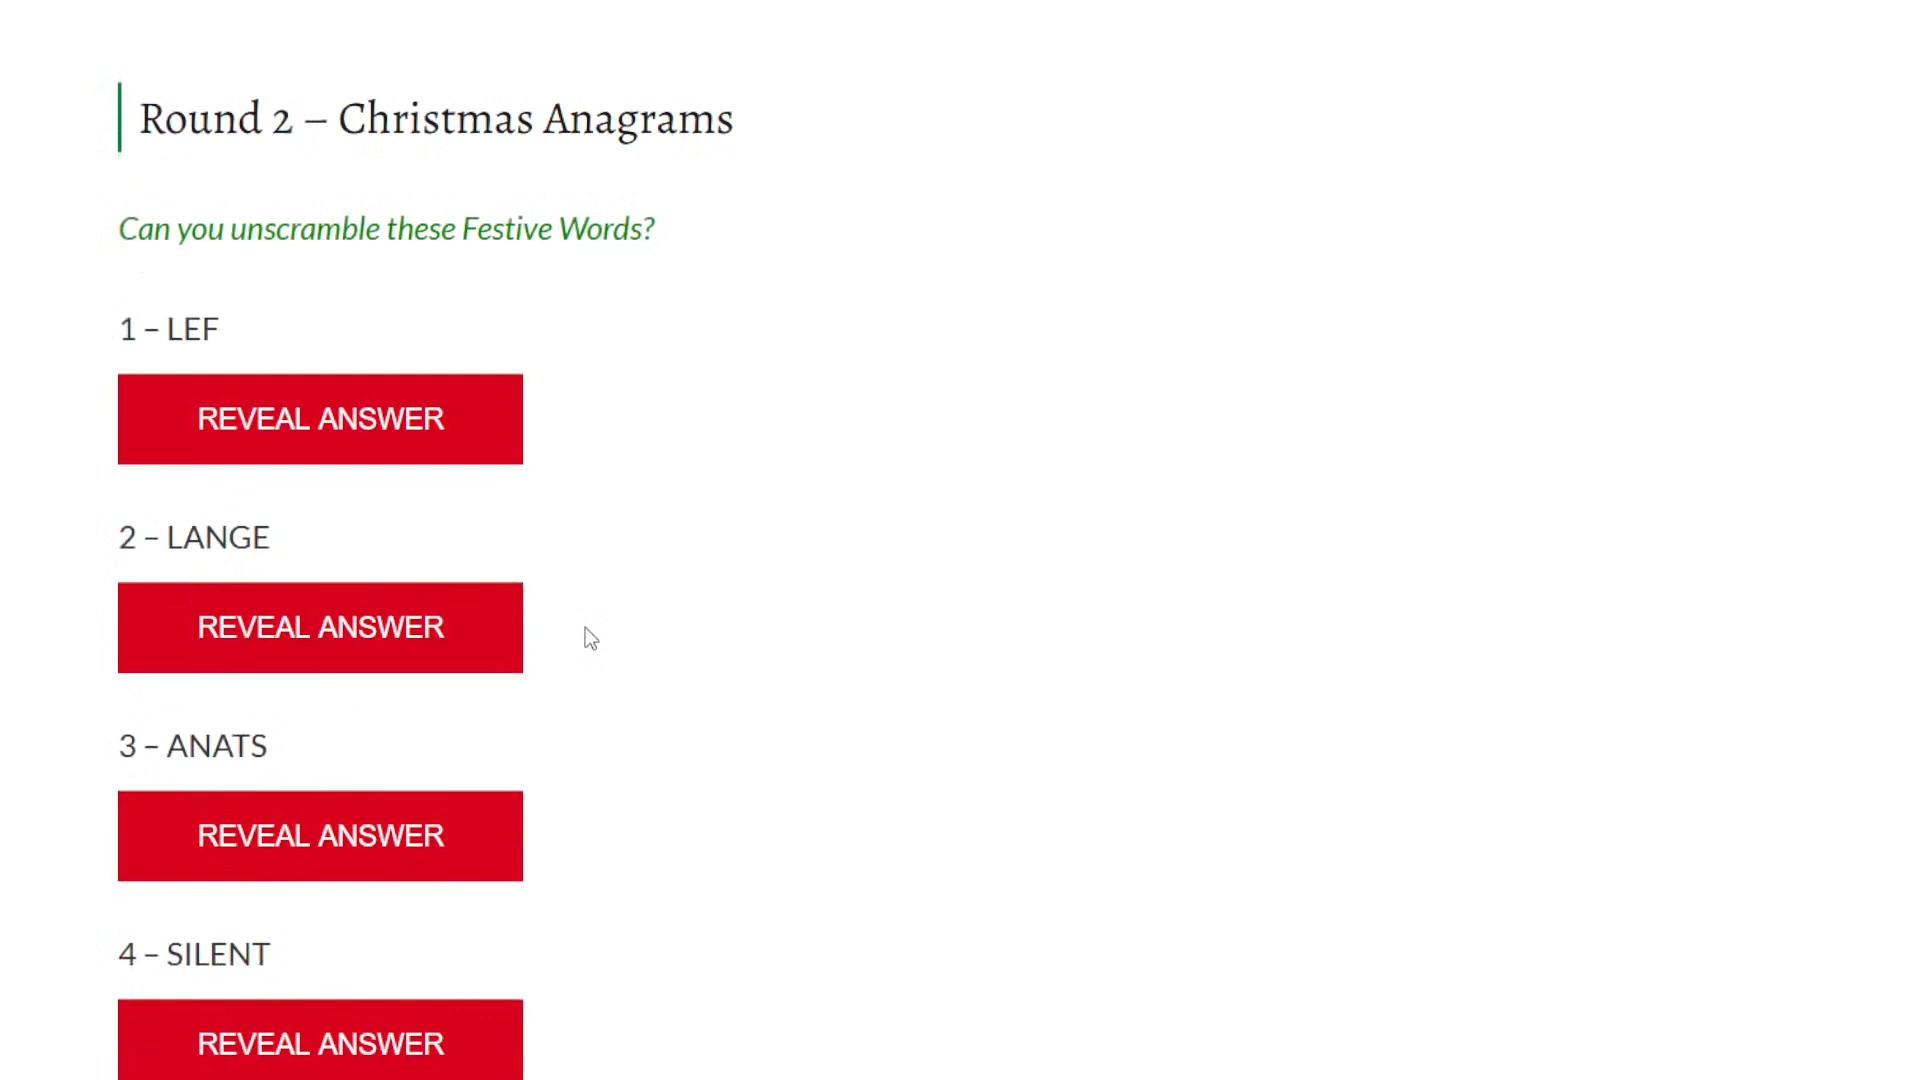 Round 2 – Christmas Anagrams
Can you unscramble these Festive Words?
1 – LEF
REVEAL ANSWER
2 – LANGE
REVEAL ANSWER
3 – ANATS
REVEAL ANSWER
4 – SILENT
REVEAL ANSWER